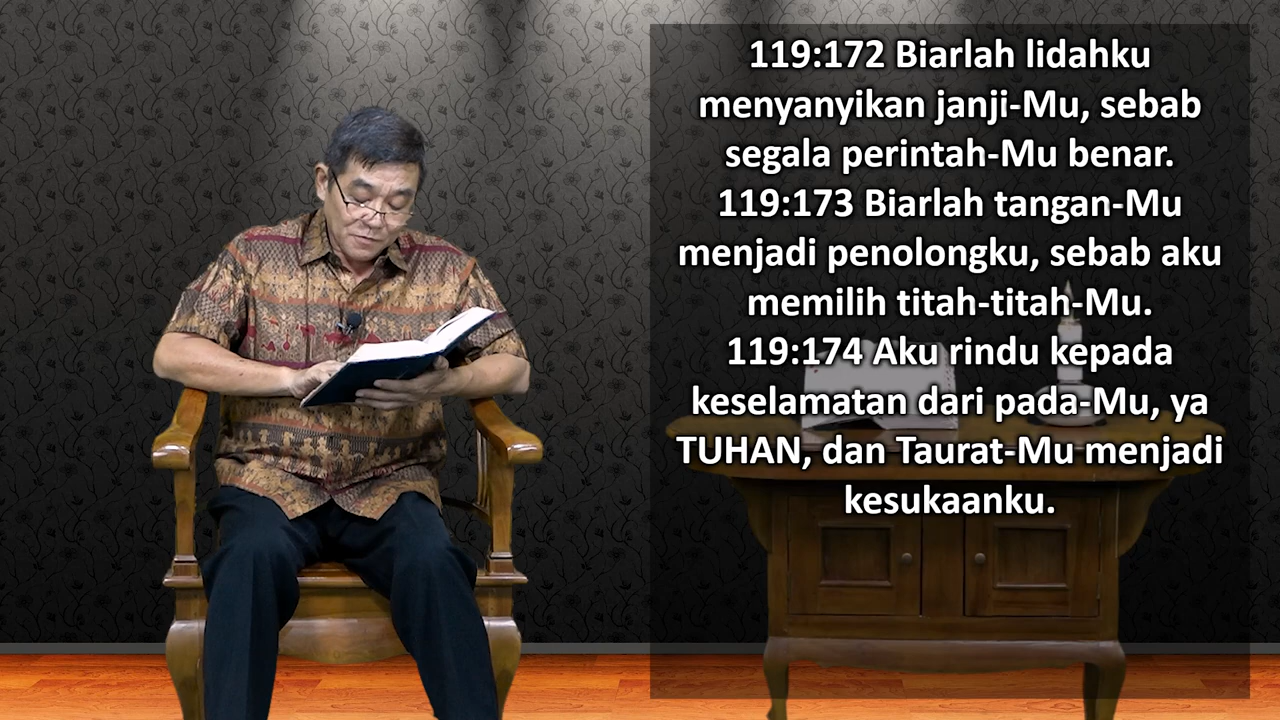 119:172 Biarlah lidahku
menyanyikan janji-Mu, sebab
segala perintah-Mu benar.
119:173 Biarlah tangan-Mu
menjadi penolongku, sebab aku
memilih titah-titah-Mu.
119:174 Aku rindu kepada
keselamatan dari pada-Mu, ya
TUHAN, dan Taurat-Mu menjadi
kesukaanku.